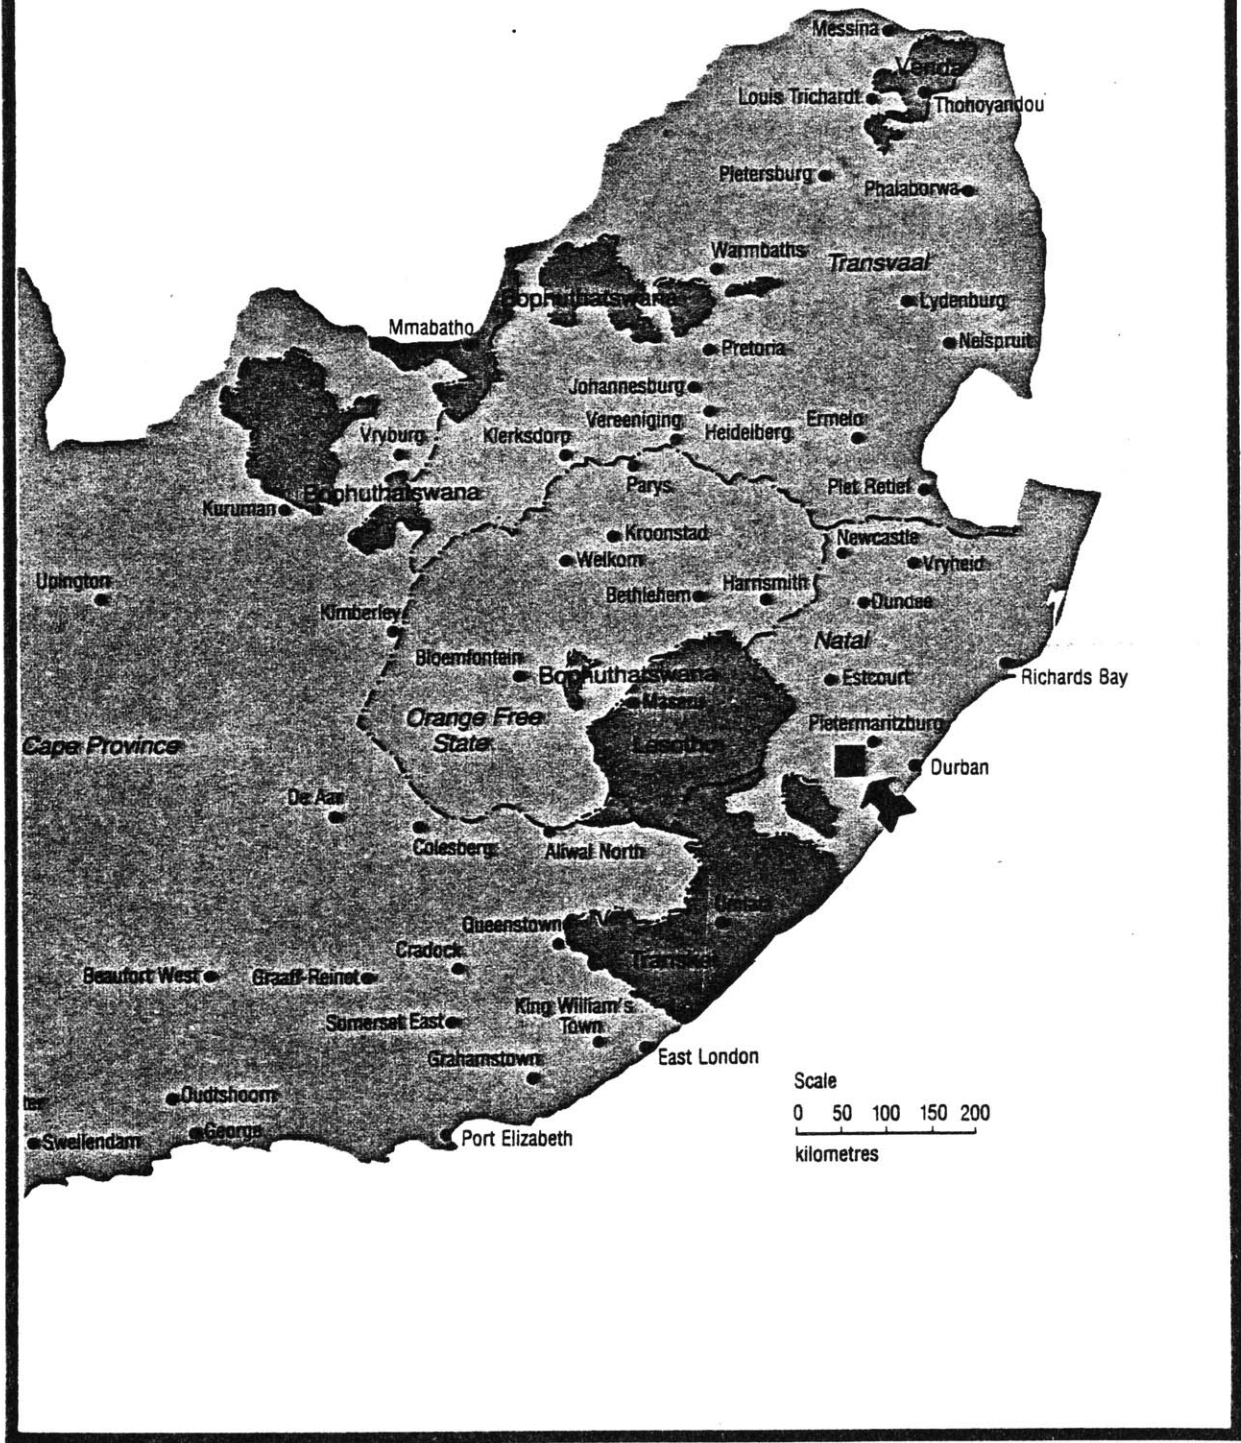 Messina
Venda
Louis Trichardt
Thohoyandou
Pietersburg
Phalaborwa
Warmbaths
Transvaal
Bophuthatswana
Lydenburg
Mmabatho
Pretoria
Nelspruit
Johannesburg
Vereeniging
Ermelo
Vryburg
Klerksdorp
Heidelberg
Parys
Piet Retief
Bophuthatswana
Kuruman
Kroonstad
Newcastle
Welkom
Vryheid
Upington
Bethlehem
Harrismith
Dundee
Kimberley
Natal
Bloemfontein
Bophuthatswana
Estcourt
Richards Bay
Maseru
Orange Free
State
Pietermaritzburg
Cape Province
Lesotho
Durban
De Aar
Colesberg
Aliwal North
Umtata
Queenstown
Cradock
Transkei
Beaufort West
Graaff-Reinet
King William's
Town
Somerset East
Grahamstown
East London
Scale
0 50 100 150 200
kilometres
Oudtshoorn
ter
George
Swellendam
Port Elizabeth